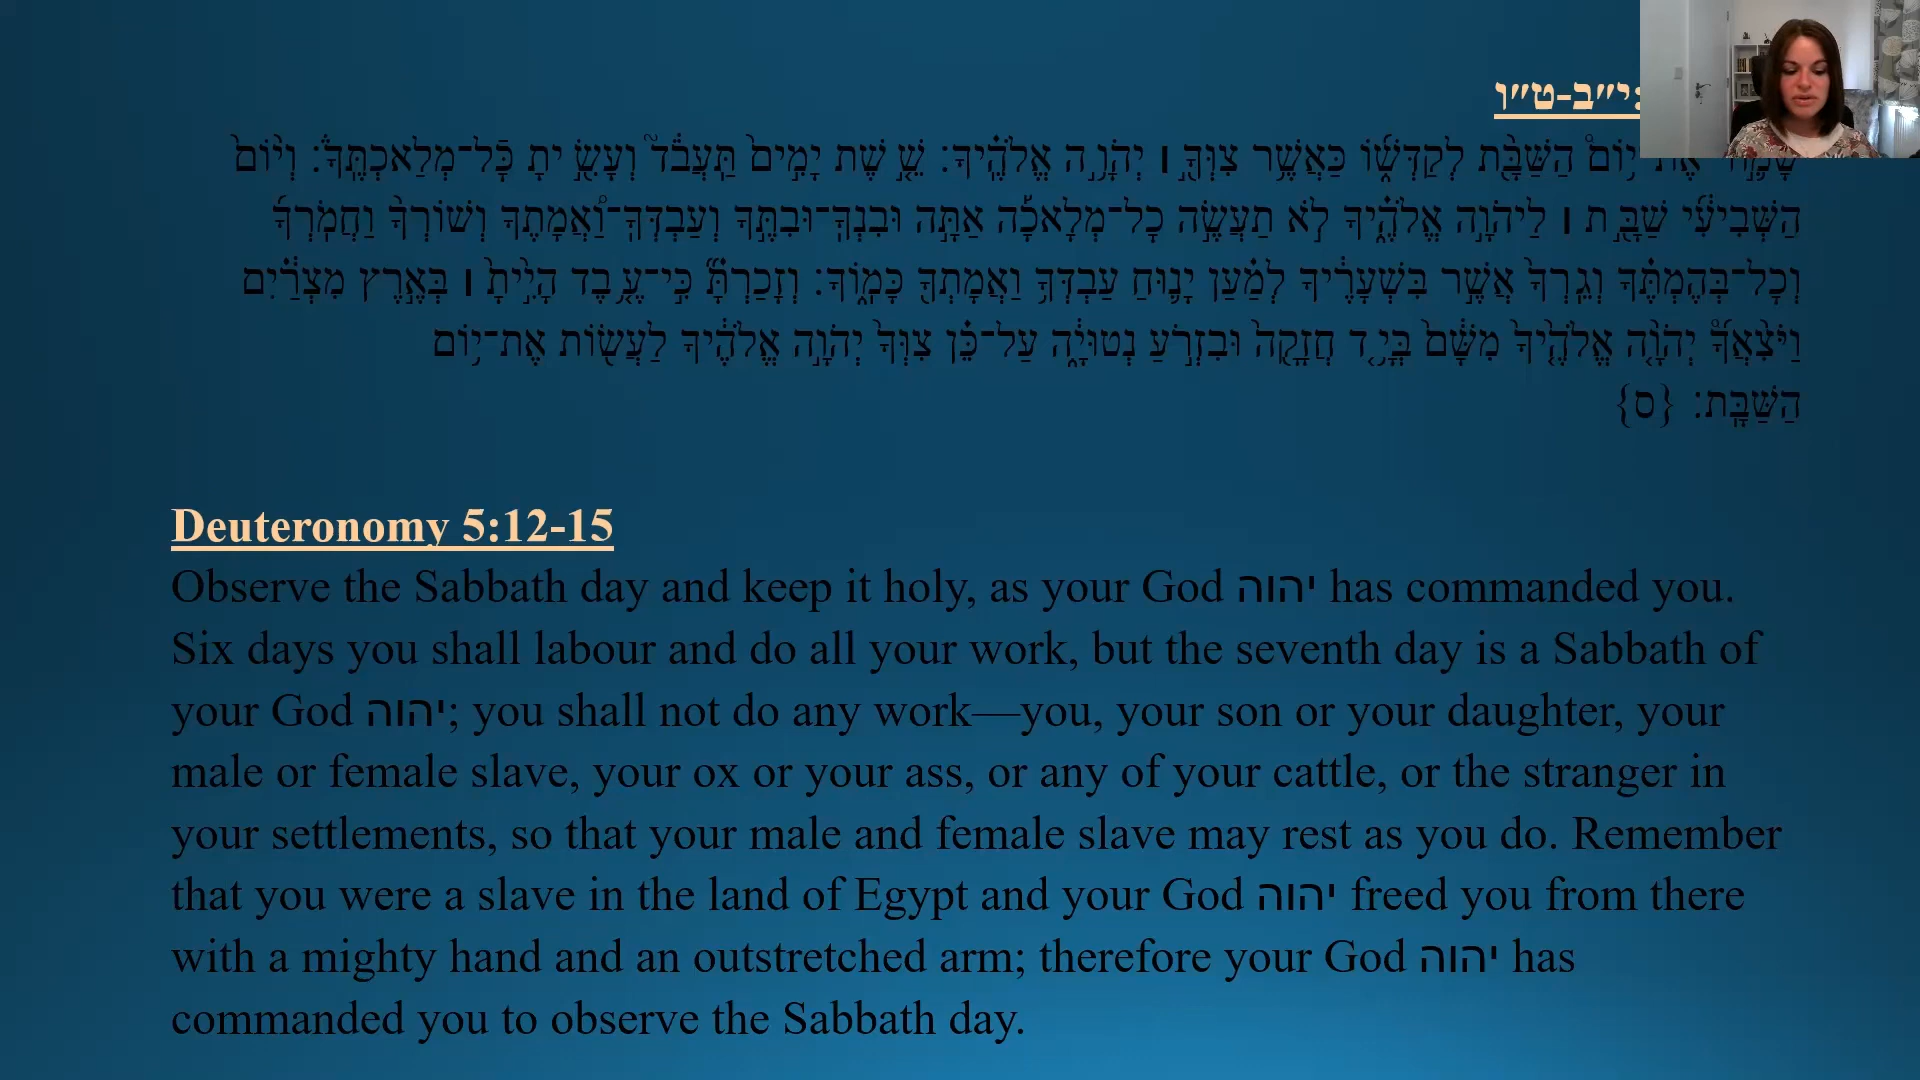 :י״ב-ט״ו
שָׁמ֛וֹר אֶת־י֥וֹם֩ הַשַּׁבָּ֖֨ת לְקַדְּשׁ֑֜וֹ כַּאֲשֶׁ֥ר צִוְּךָ֖֣ ׀ יְהֹוָ֥ה אֱלֹהֶֽ֗יךָ׃ שֵׁ֣֖שֶׁת יָמִ֣ים֙ תַּֽעֲבֹד֮֔ וְעָשִׂ֣֖יתָ כׇּֿל־מְלַאכְתֶּֽךָ֒׃ וְי֨וֹם֙
הַשְּׁבִיעִ֜֔י שַׁבָּ֖֣ת ׀ לַיהֹוָ֣ה אֱלֹהֶ֑֗יךָ לֹ֣א תַעֲשֶׂ֣ה כׇל־מְלָאכָ֡ה אַתָּ֣ה וּבִנְךָֽ־וּבִתֶּ֣ךָ וְעַבְדְּךָֽ־וַ֠אֲמָתֶ֠ךָ וְשׁוֹרְךָ֨ וַחֲמֹֽרְךָ֜
וְכׇל־בְּהֶמְתֶּ֗ךָ וְגֵֽרְךָ֙ אֲשֶׁ֣ר בִּשְׁעָרֶ֔יךָ לְמַ֗עַן יָנ֛וּחַ עַבְדְּךָ֥ וַאֲמָתְךָ֖ כָּמֽ֑וֹךָ׃ וְזָכַרְתָּ֞ כִּ֣י־עֶ֥֣בֶד הָיִ֣֙יתָ֙ ׀ בְּאֶ֣רֶץ מִצְרַ֔֗יִם
וַיֹּצִ֨אֲךָ֜֩ יְהֹוָ֤֨ה אֱלֹהֶ֤֙יךָ֙ מִשָּׁם֙֔ בְּיָ֤֥ד חֲזָקָ֖ה֙ וּבִזְרֹ֣עַ נְטוּיָ֑֔ה עַל־כֵּ֗ן צִוְּךָ֙ יְהֹוָ֣ה אֱלֹהֶ֔יךָ לַעֲשׂ֖וֹת אֶת־י֥וֹם
הַשַּׁבָּֽת׃ {ס}
Deuteronomy 5:12-15
Observe the Sabbath day and keep it holy, as your God יהוה has commanded you.
Six days you shall labour and do all your work, but the seventh day is a Sabbath of
your God יהוה; you shall not do any work—you, your son or your daughter, your
male or female slave, your ox or your ass, or any of your cattle, or the stranger in
your settlements, so that your male and female slave may rest as you do. Remember
that you were a slave in the land of Egypt and your God יהוה freed you from there
with a mighty hand and an outstretched arm; therefore your God יהוה has
commanded you to observe the Sabbath day.